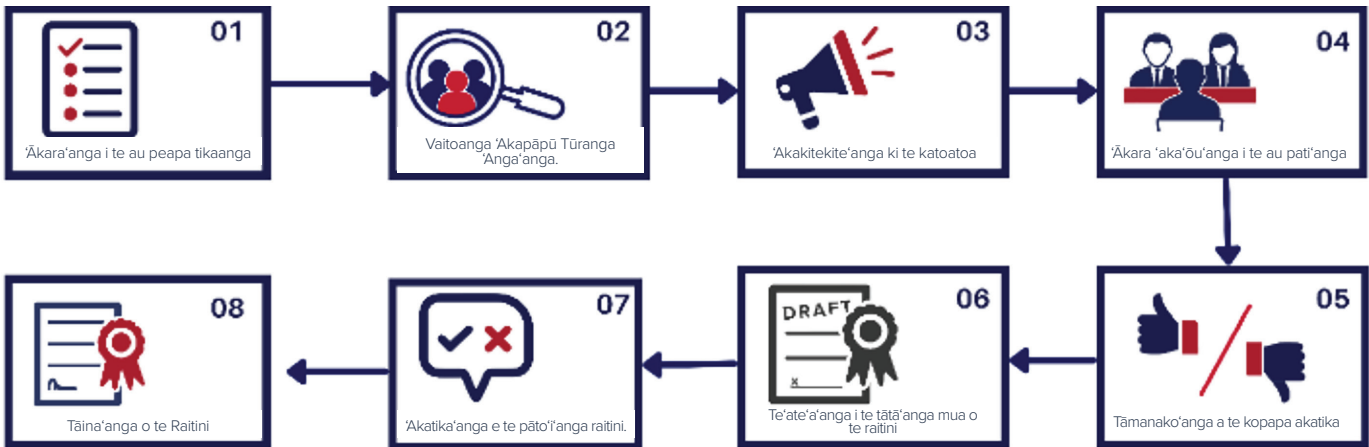 01
'Ākara'anga i te au peapa tikaanga
02
Vaitoanga 'Akapāpū Tūranga
'Anga'anga.
03
'Akakitekite'anga ki te katoatoa
04
'Ākara 'aka'ōu'anga i te au pati'anga
05
Tāmanako'anga a te kopapa akatika
06
DRAFT
x
Te'ate'a'anga i te tātā'anga mua o
te raitini
07
'Akatika'anga e te pāto'i'anga raitini.
08
Tāina'anga o te Raitini